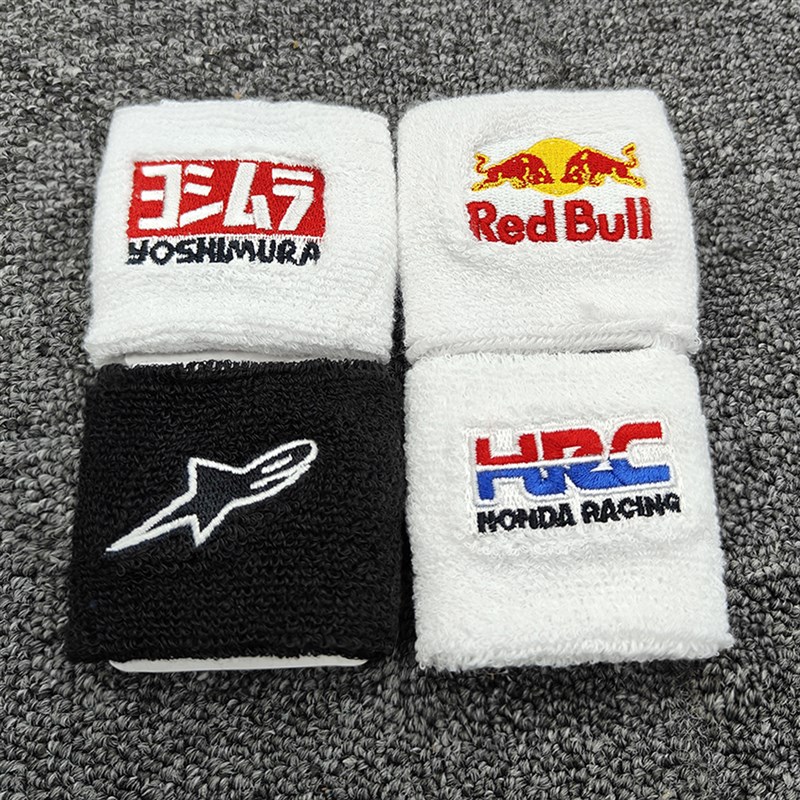 ヨシムラ
YOSHIMURA
Red Bull
HRC
HONDA RACING